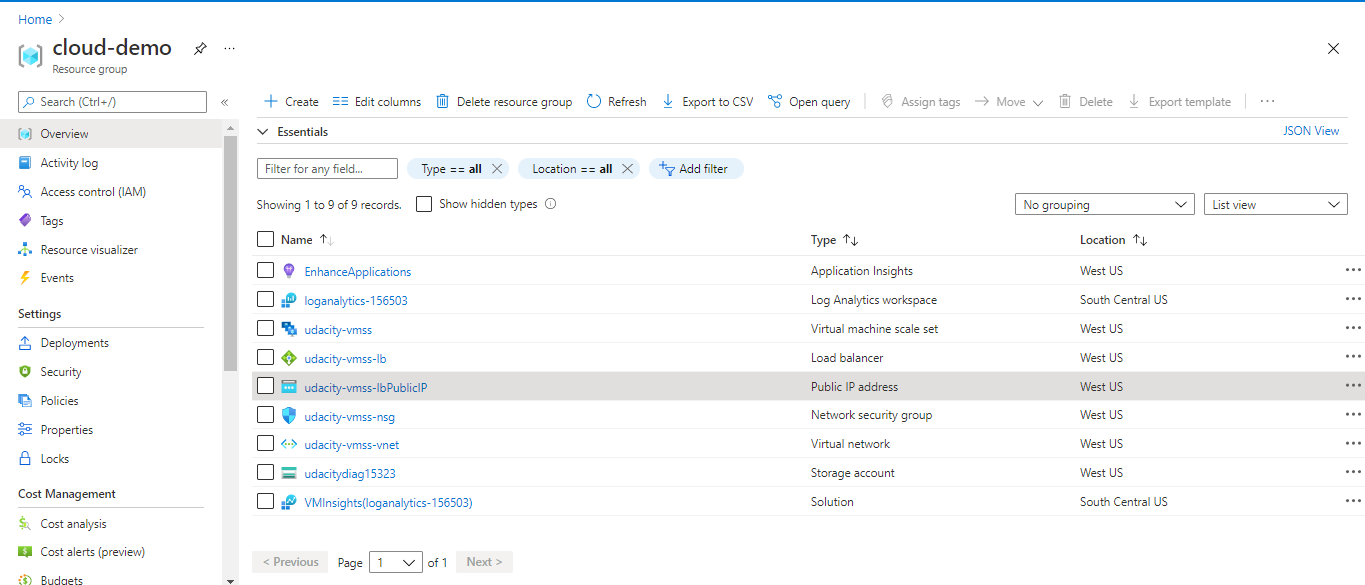 Home >
cloud-demo
Resource group
Search (Ctrl+/)
«
Overview
Activity log
Access control (IAM)
Tags
Resource visualizer
Events
Settings
Deployments
Security
Policies
Properties
Locks
Cost Management
Cost analysis
Cost alerts (preview)
Budgets
Create Edit columns Delete resource group Refresh Export to CSV Open query Assign tags Move Delete Export template ...
Essentials JSON View
Filter for any field... Type == all Location == all Add filter
Showing 1 to 9 of 9 records. Show hidden types No grouping List view
Name Type Location
EnhanceApplications Application Insights West US
loganalytics-156503 Log Analytics workspace South Central US
udacity-vmss Virtual machine scale set West US
udacity-vmss-lb Load balancer West US
udacity-vmss-lbPublicIP Public IP address West US
udacity-vmss-nsg Network security group West US
udacity-vmss-vnet Virtual network West US
udacitydiag15323 Storage account West US
VMInsights(loganalytics-156503) Solution South Central US
< Previous Page 1 of 1 Next >